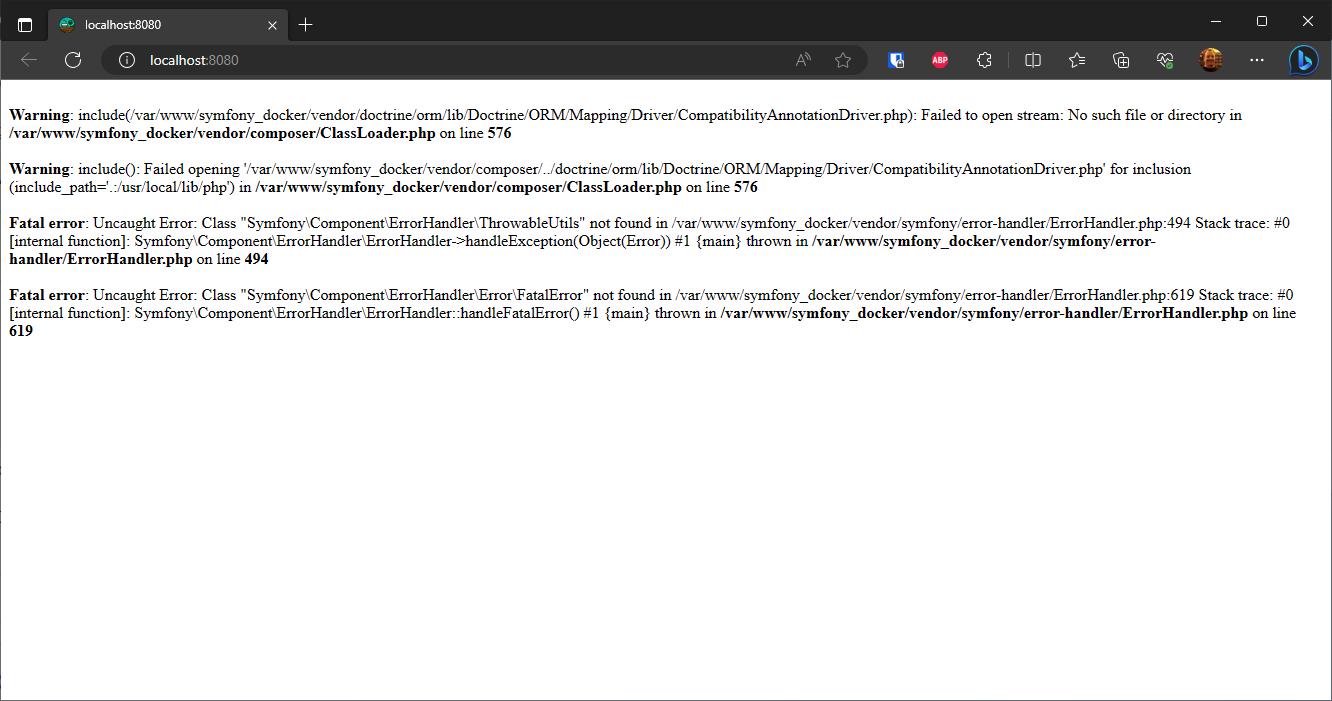 localhost:8080
localhost:8080
A
ABP
Warning: include(/var/www/symfony_docker/vendor/doctrine/orm/lib/Doctrine/ORM/Mapping/Driver/CompatibilityAnnotationDriver.php): Failed to open stream: No such file or directory in
/var/www/symfony_docker/vendor/composer/ClassLoader.php on line 576
Warning: include(): Failed opening '/var/www/symfony_docker/vendor/composer/../doctrine/orm/lib/Doctrine/ORM/Mapping/Driver/CompatibilityAnnotationDriver.php' for inclusion
(include_path='.:/usr/local/lib/php') in /var/www/symfony_docker/vendor/composer/ClassLoader.php on line 576
Fatal error: Uncaught Error: Class "Symfony\Component\ErrorHandler\ThrowableUtils" not found in /var/www/symfony_docker/vendor/symfony/error-handler/ErrorHandler.php:494 Stack trace: #0
[internal function]: Symfony\Component\ErrorHandler\ErrorHandler->handleException(Object(Error)) #1 {main} thrown in /var/www/symfony_docker/vendor/symfony/error-
handler/ErrorHandler.php on line 494
Fatal error: Uncaught Error: Class "Symfony\Component\ErrorHandler\Error\FatalError" not found in /var/www/symfony_docker/vendor/symfony/error-handler/ErrorHandler.php:619 Stack trace: #0
[internal function]: Symfony\Component\ErrorHandler\ErrorHandler::handleFatalError() #1 {main} thrown in /var/www/symfony_docker/vendor/symfony/error-handler/ErrorHandler.php on line
619